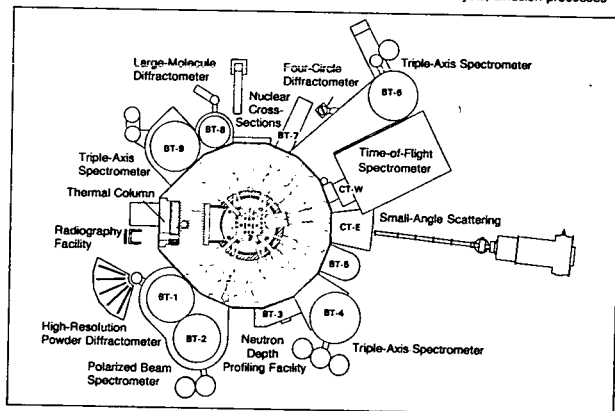 Large-Molecule
Diffractometer
Nuclear
Cross-
Sections
Four-Circle
Diffractometer
Triple-Axis Spectrometer
BT-6
BT-7
BT-8
BT-9
Time-of-Flight
Spectrometer
Triple-Axis
Spectrometer
CT-W
Thermal Column
Small-Angle Scattering
CT-E
Radiography
Facility
BT-5
BT-1
BT-3
BT-4
High-Resolution
Powder Diffractometer
BT-2
Neutron
Depth
Profiling Facility
Triple-Axis Spectrometer
Polarized Beam
Spectrometer